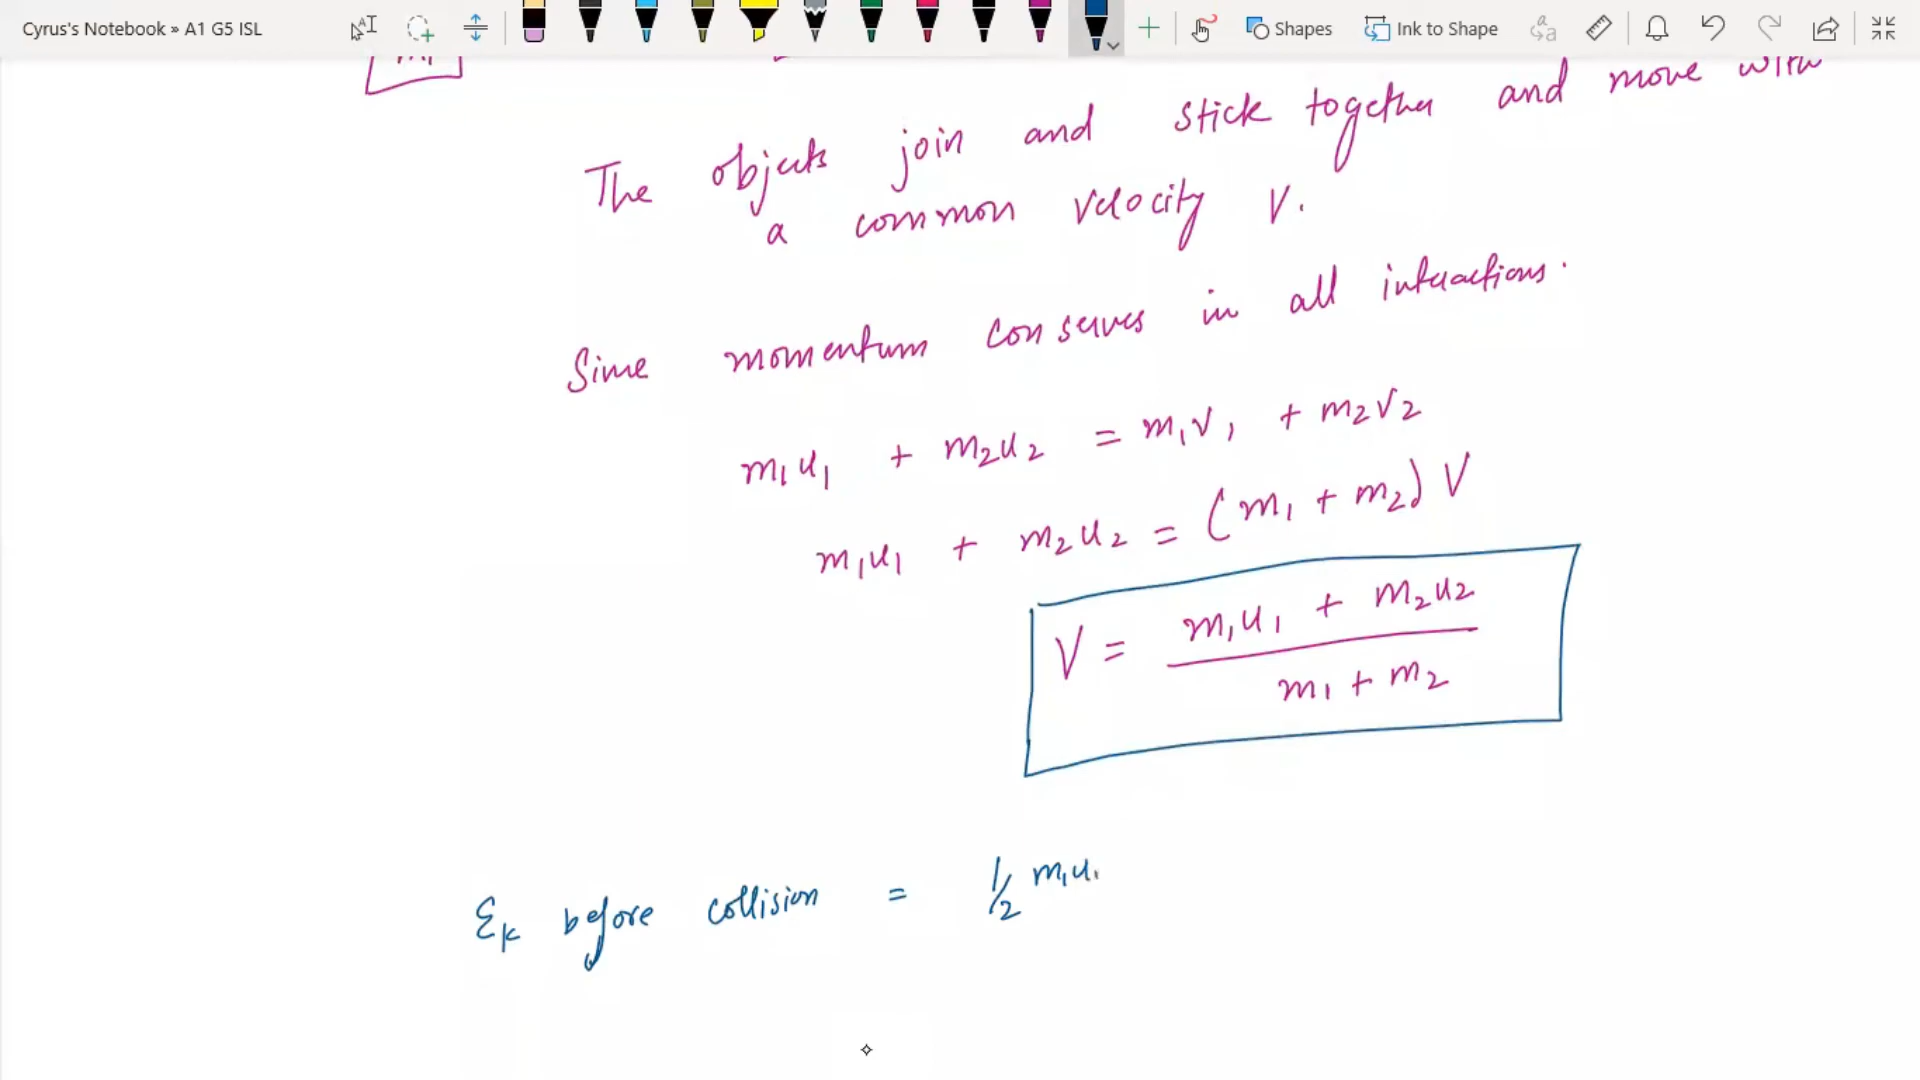 Cyrus's Notebook » A1 G5 ISL
Shapes
Ink to Shape
m1
The objects join and stick together and move with
a common velocity V.
Since momentum conserves in all interactions.
m1u1 + m2u2 = m1v1 + m2v2
m1u1 + m2u2 = (m1 + m2) V
V = m1u1 + m2u2
m1 + m2
Ek before collision = 1/2 m1u1